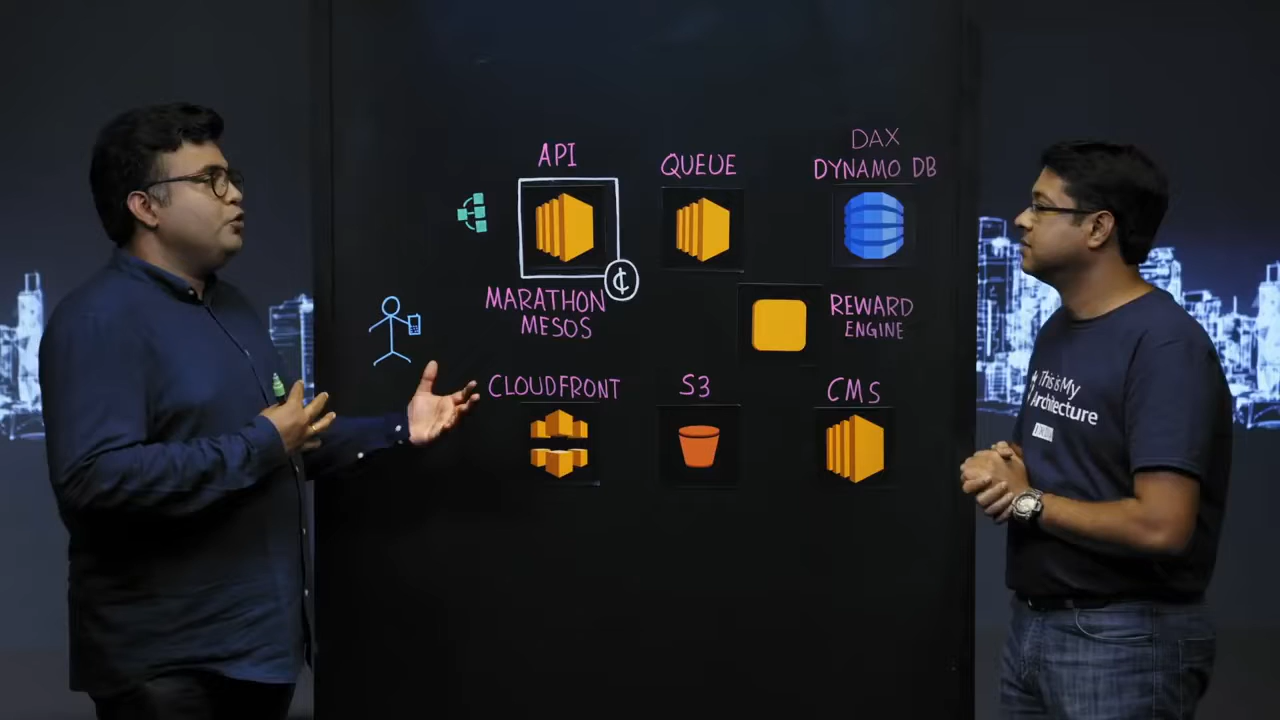 API
QUEUE
DAX
DYNAMO DB
₵
MARATHON
MESOS
REWARD
ENGINE
CLOUDFRONT
S3
CMS
This is My
Architecture